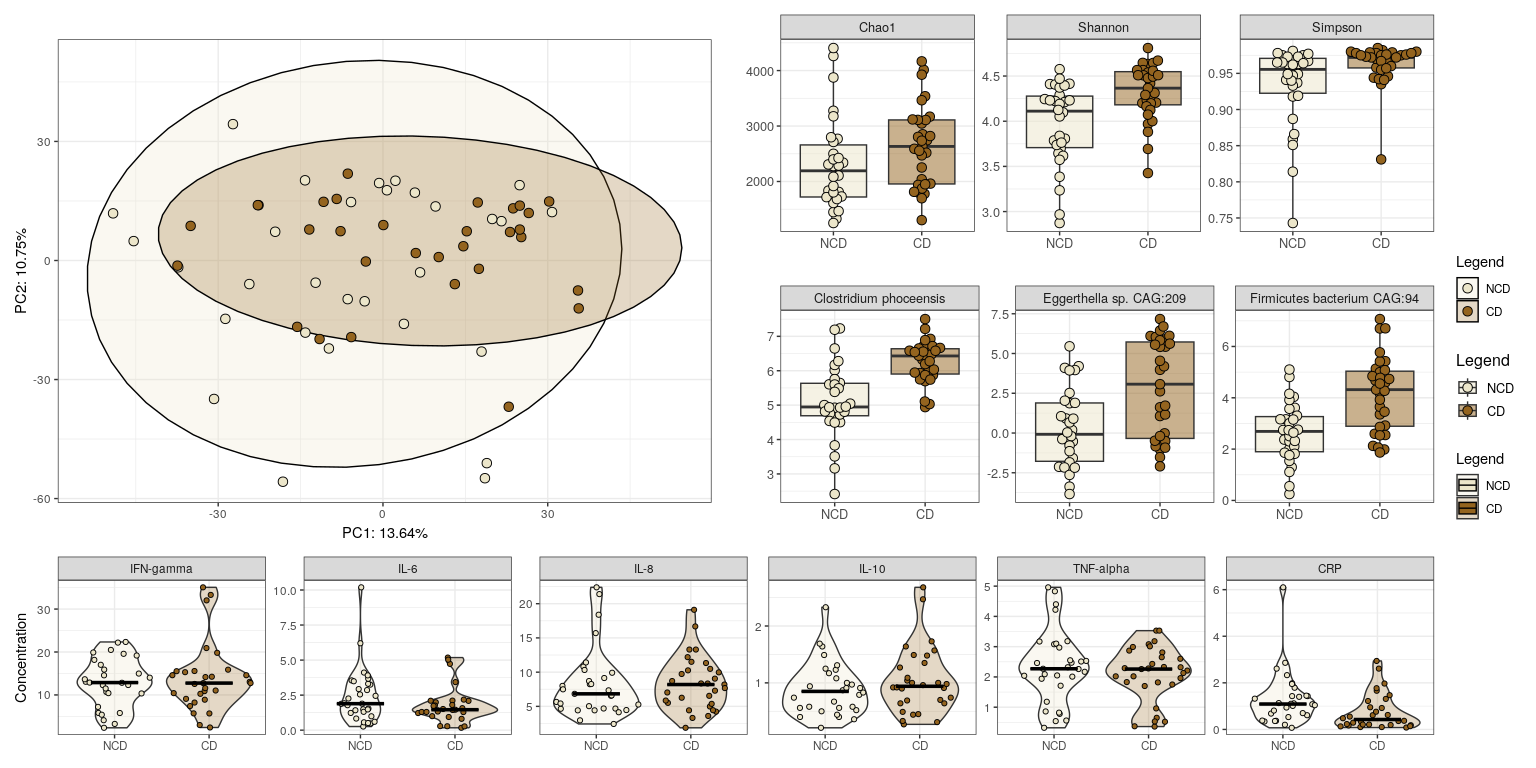 Chao1
Shannon
Simpson
4000
3000
2000
4.5
4.0
3.5
3.0
0.95
0.90
0.85
0.80
0.75
NCD
CD
NCD
CD
NCD
CD
PC2: 10.75%
30
0
-30
-60
-30
0
30
PC1: 13.64%
Clostridium phoceensis
Eggerthella sp. CAG:209
Firmicutes bacterium CAG:94
7
6
5
4
3
7.5
5.0
2.5
0.0
-2.5
6
4
2
0
NCD
CD
NCD
CD
NCD
CD
Legend
NCD
CD
Legend
NCD
CD
Legend
NCD
CD
IFN-gamma
IL-6
IL-8
IL-10
TNF-alpha
CRP
Concentration
30
20
10
10.0
7.5
5.0
2.5
0.0
20
15
10
5
2
1
5
4
3
2
1
6
4
2
0
NCD
CD
NCD
CD
NCD
CD
NCD
CD
NCD
CD
NCD
CD